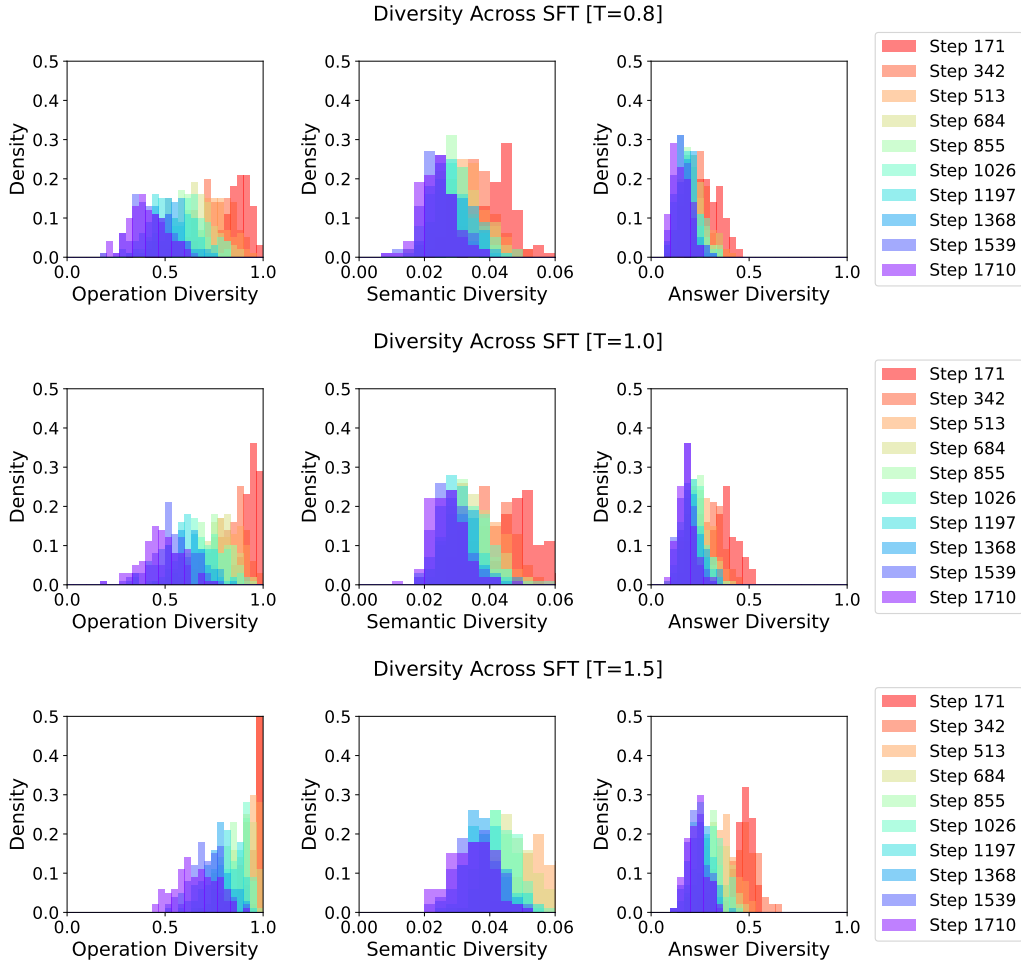 Diversity Across SFT [T=0.8]
Density
0.5
0.4
0.3
0.2
0.1
0.0
0.0 0.5 1.0
Operation Diversity
Density
0.5
0.4
0.3
0.2
0.1
0.0
0.00 0.02 0.04 0.06
Semantic Diversity
Density
0.5
0.4
0.3
0.2
0.1
0.0
0.0 0.5 1.0
Answer Diversity
Step 171
Step 342
Step 513
Step 684
Step 855
Step 1026
Step 1197
Step 1368
Step 1539
Step 1710
Diversity Across SFT [T=1.0]
Density
0.5
0.4
0.3
0.2
0.1
0.0
0.0 0.5 1.0
Operation Diversity
Density
0.5
0.4
0.3
0.2
0.1
0.0
0.00 0.02 0.04 0.06
Semantic Diversity
Density
0.5
0.4
0.3
0.2
0.1
0.0
0.0 0.5 1.0
Answer Diversity
Step 171
Step 342
Step 513
Step 684
Step 855
Step 1026
Step 1197
Step 1368
Step 1539
Step 1710
Diversity Across SFT [T=1.5]
Density
0.5
0.4
0.3
0.2
0.1
0.0
0.0 0.5 1.0
Operation Diversity
Density
0.5
0.4
0.3
0.2
0.1
0.0
0.00 0.02 0.04 0.06
Semantic Diversity
Density
0.5
0.4
0.3
0.2
0.1
0.0
0.0 0.5 1.0
Answer Diversity
Step 171
Step 342
Step 513
Step 684
Step 855
Step 1026
Step 1197
Step 1368
Step 1539
Step 1710